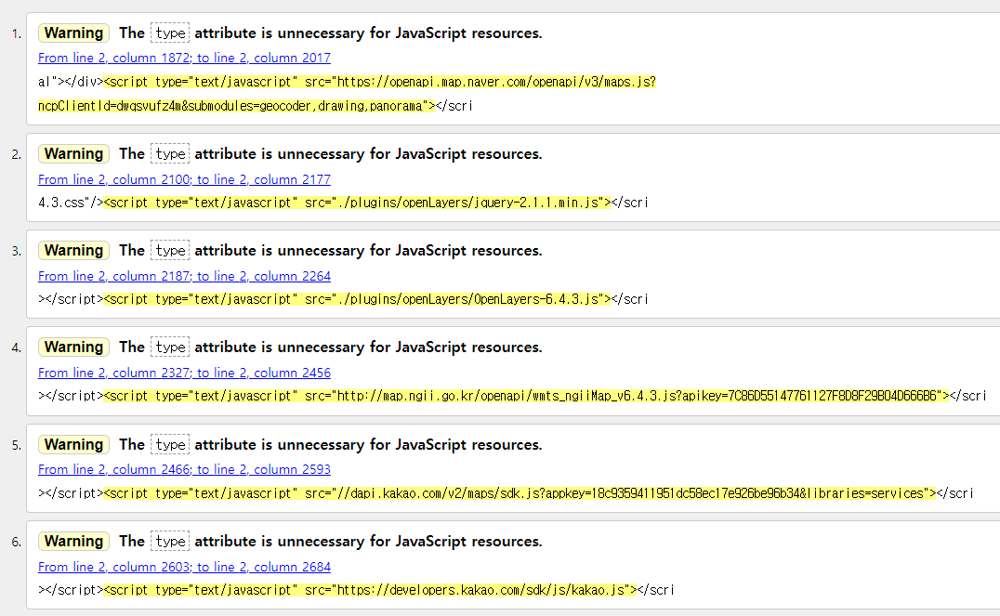 1. Warning The type attribute is unnecessary for JavaScript resources.
From line 2, column 1872; to line 2, column 2017
al"></div><script type="text/javascript" src="https://openapi.map.naver.com/openapi/v3/maps.js?
ncpClientId=dwqsvufz4m&submodules=geocoder,drawing,panorama"></scri
2. Warning The type attribute is unnecessary for JavaScript resources.
From line 2, column 2100; to line 2, column 2177
4.3.css"/><script type="text/javascript" src="./plugins/openLayers/jquery-2.1.1.min.js"></scri
3. Warning The type attribute is unnecessary for JavaScript resources.
From line 2, column 2187; to line 2, column 2264
></script><script type="text/javascript" src="./plugins/openLayers/OpenLayers-6.4.3.js"></scri
4. Warning The type attribute is unnecessary for JavaScript resources.
From line 2, column 2327; to line 2, column 2456
></script><script type="text/javascript" src="http://map.ngii.go.kr/openapi/wmts_ngiiMap_v6.4.3.js?apikey=7C86D55147761127F8D8F29B04D666B6"></scri
5. Warning The type attribute is unnecessary for JavaScript resources.
From line 2, column 2466; to line 2, column 2593
></script><script type="text/javascript" src="//dapi.kakao.com/v2/maps/sdk.js?appkey=18c9359411951dc58ec17e926be96b34&libraries=services"></scri
6. Warning The type attribute is unnecessary for JavaScript resources.
From line 2, column 2603; to line 2, column 2684
></script><script type="text/javascript" src="https://developers.kakao.com/sdk/js/kakao.js"></scri